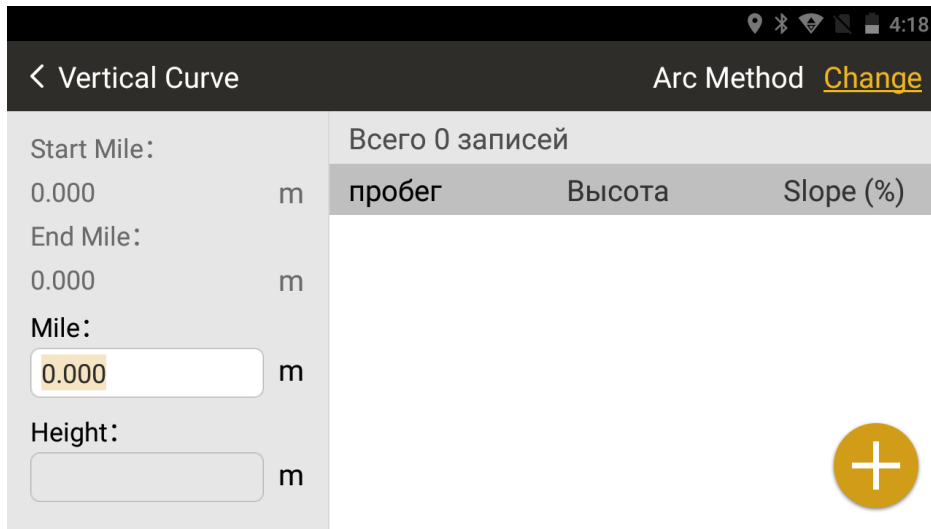 4:18
Vertical Curve
Arc Method Change
Start Mile:
0.000 m
End Mile:
0.000 m
Mile:
0.000 m
Height:
m
Всего 0 записей
пробег Высота Slope (%)